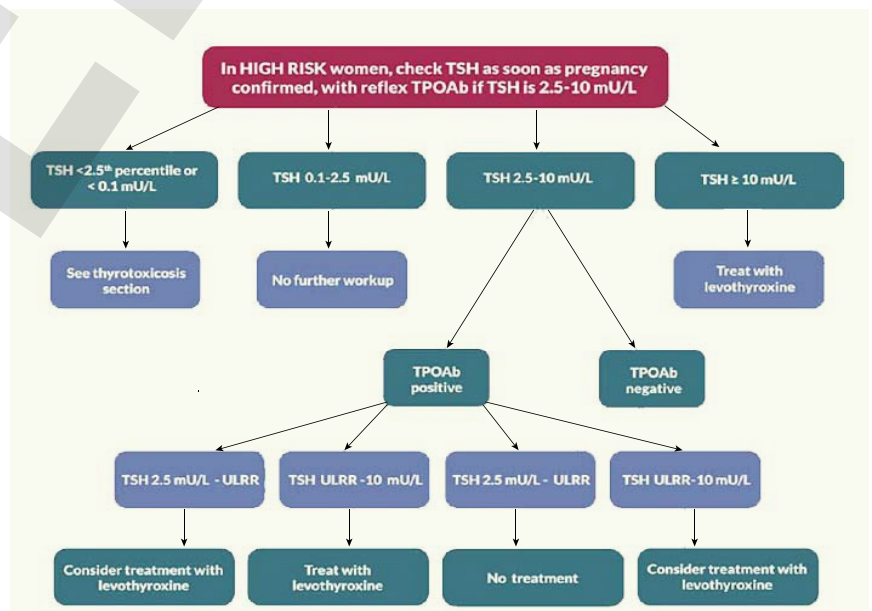 In HIGH RISK women, check TSH as soon as pregnancy
confirmed, with reflex TPOAb if TSH is 2.5-10 mU/L
TSH <2.5th percentile or
< 0.1 mU/L
TSH 0.1-2.5 mU/L
TSH 2.5-10 mU/L
TSH ≥ 10 mU/L
See thyrotoxicosis
section
No further workup
Treat with
levothyroxine
TPOAb
positive
TPOAb
negative
TSH 2.5 mU/L - ULRR
TSH ULRR -10 mU/L
TSH 2.5 mU/L - ULRR
TSH ULRR-10 mU/L
Consider treatment with
levothyroxine
Treat with
levothyroxine
No treatment
Consider treatment with
levothyroxine